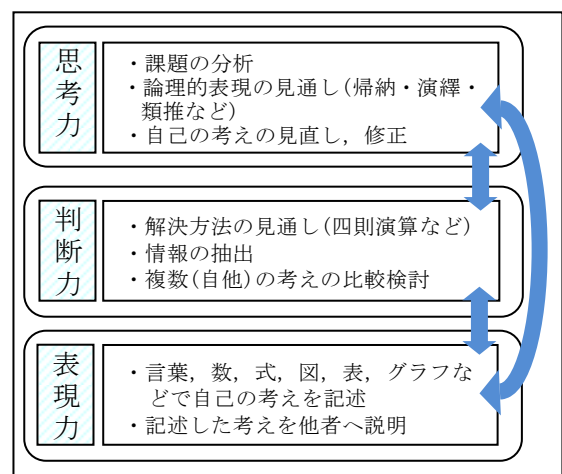 思考力
・課題の分析
・論理的表現の見通し(帰納・演繹・
類推など)
・自己の考えの見直し，修正
判断力
・解決方法の見通し(四則演算など)
・情報の抽出
・複数(自他)の考えの比較検討
表現力
・言葉，数，式，図，表，グラフな
どで自己の考えを記述
・記述した考えを他者へ説明